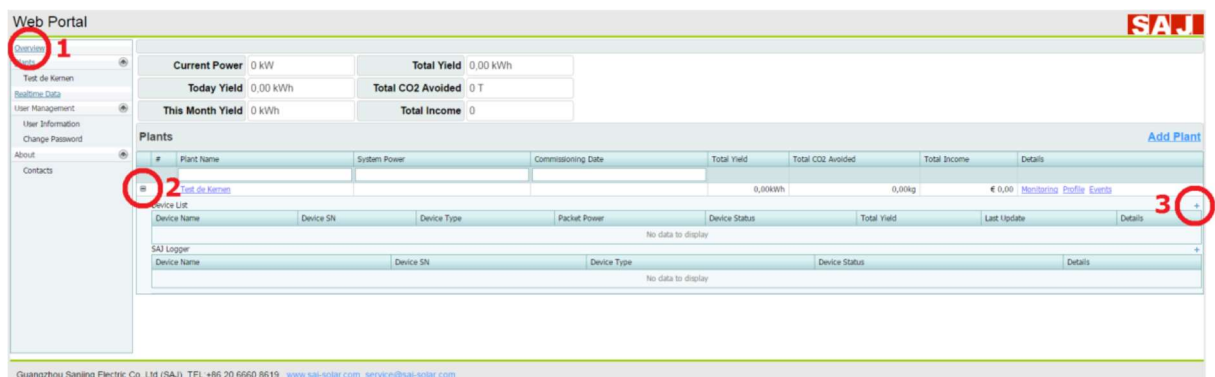 Web Portal
SAJ
Overview 1
Plants
Test de Kemen
Realtime Data
User Management
User Information
Change Password
About
Contacts
Current Power 0 kW Total Yield 0,00 kWh
Today Yield 0,00 kWh Total CO2 Avoided 0 T
This Month Yield 0 kWh Total Income 0
Plants Add Plant
# Plant Name System Power Commissioning Date Total Yield Total CO2 Avoided Total Income Details
2 Test de Kemen 0,00kWh 0,00kg € 0,00 Monitoring Profile Events
Device List 3 +
Device Name Device SN Device Type Packet Power Device Status Total Yield Last Update Details
No data to display
SAJ Logger +
Device Name Device SN Device Type Device Status Details
No data to display
Guangzhou Sanjing Electric Co.,Ltd (SAJ) TEL:+86 20 6660 8619 www.saj-solar.com service@saj-solar.com